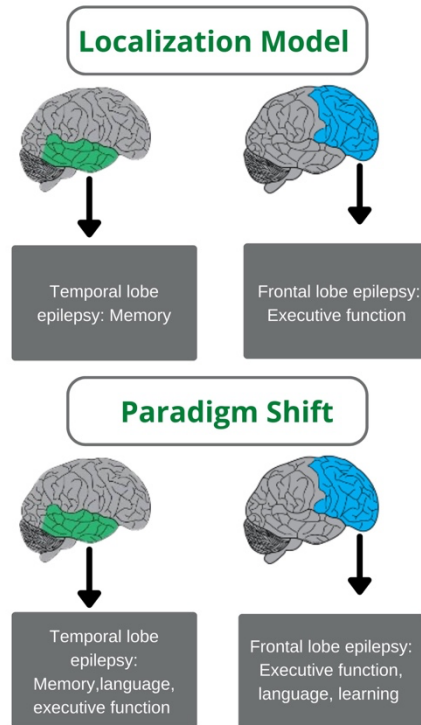 Localization Model
Temporal lobe
epilepsy: Memory
Frontal lobe epilepsy:
Executive function
Paradigm Shift
Temporal lobe
epilepsy:
Memory,language,
executive function
Frontal lobe epilepsy:
Executive function,
language, learning